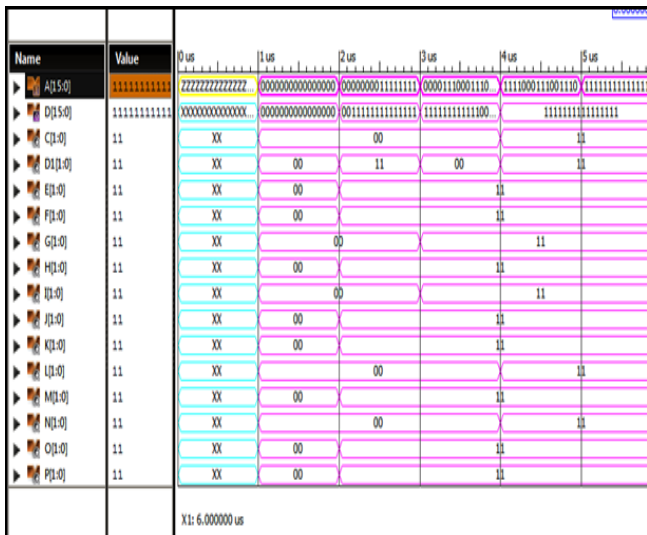 Name Value 0 us 1 us 2 us 3 us 4 us 5 us
A[15:0] 11111111111 ZZZZZZZZZZZZZZ... 0000000000000000 0000000011111111 00001110001110... 1111000111001110
D[15:0] 11111111111 XXXXXXXXXXXXXX... 0000000000000000 0011111111111111 11111111111100... 1111111111111111
C[1:0] 11 XX 00 11
D1[1:0] 11 XX 00 11 00 11
E[1:0] 11 XX 00 11
F[1:0] 11 XX 00 11
G[1:0] 11 XX 00 11
H[1:0] 11 XX 00 11
I[1:0] 11 XX 00 11
J[1:0] 11 XX 00 11
K[1:0] 11 XX 00 11
L[1:0] 11 XX 00 11
M[1:0] 11 XX 00 11
N[1:0] 11 XX 00 11
O[1:0] 11 XX 00 11
P[1:0] 11 XX 00 11
X1: 6.000000 us